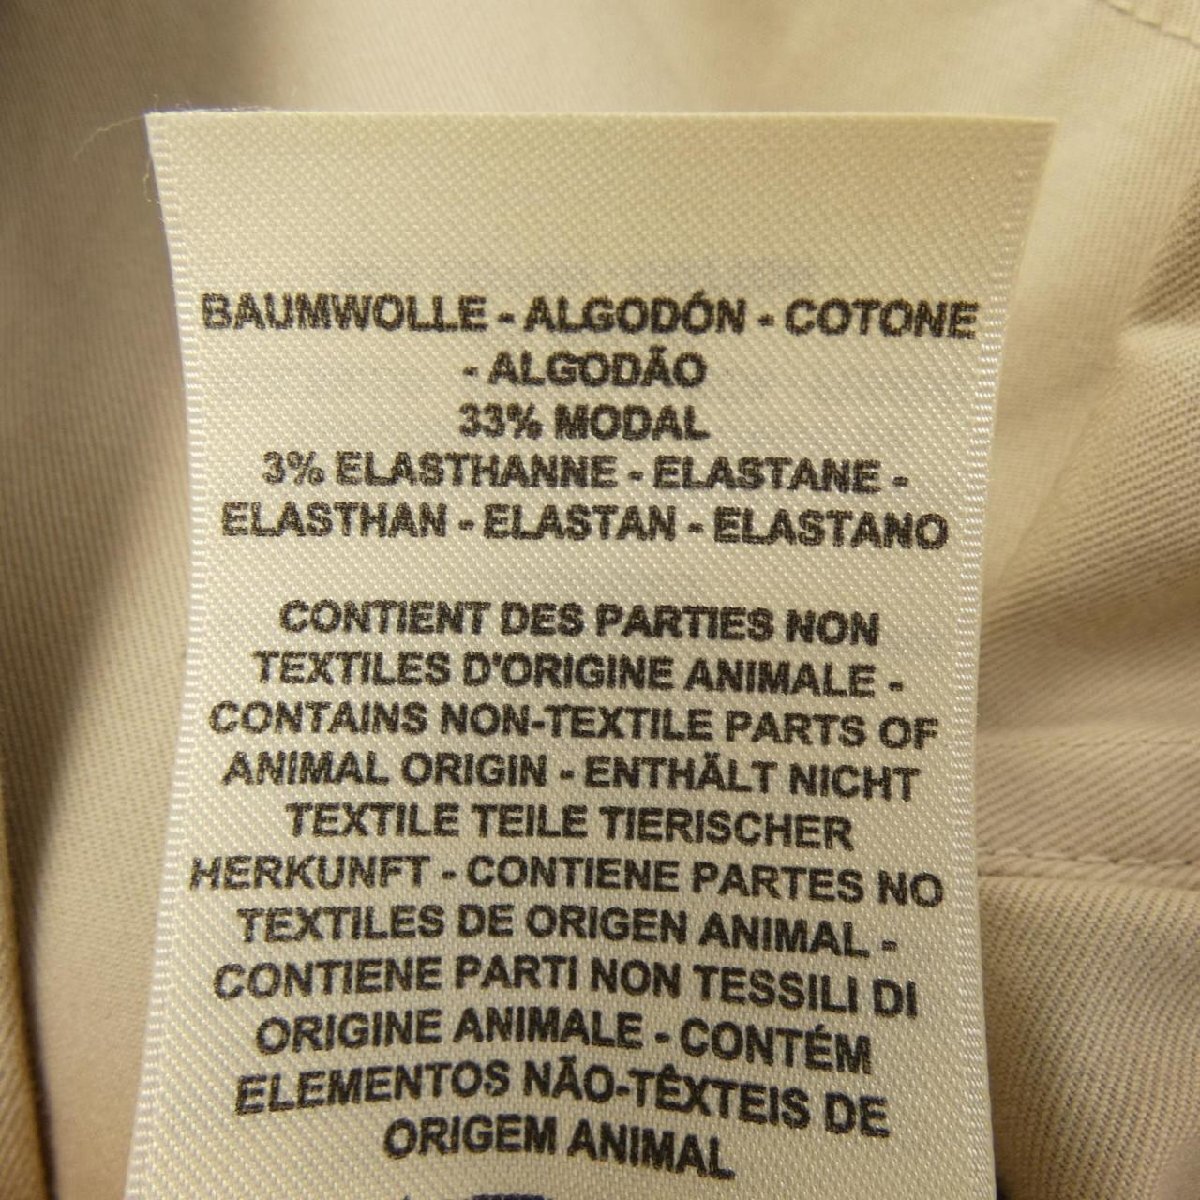 BAUMWOLLE - ALGODÓN - COTONE
- ALGODÃO
33% MODAL
3% ELASTHANNE - ELASTANE -
ELASTHAN - ELASTAN - ELASTANO
CONTIENT DES PARTIES NON
TEXTILES D'ORIGINE ANIMALE -
CONTAINS NON-TEXTILE PARTS OF
ANIMAL ORIGIN - ENTHÄLT NICHT
TEXTILE TEILE TIERISCHER
HERKUNFT - CONTIENE PARTES NO
TEXTILES DE ORIGEN ANIMAL -
CONTIENE PARTI NON TESSILI DI
ORIGINE ANIMALE - CONTÉM
ELEMENTOS NÃO-TÊXTEIS DE
ORIGEM ANIMAL